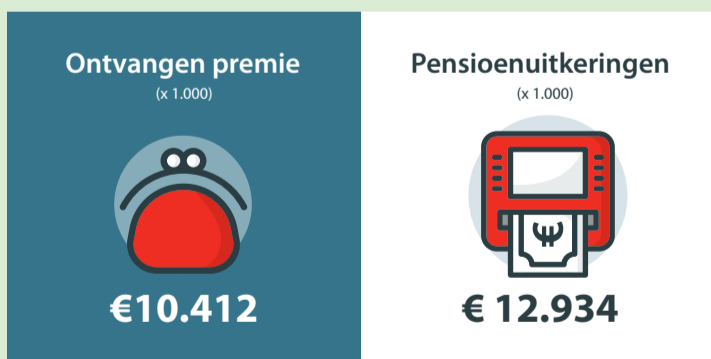 Ontvangen premie
(x 1.000)
€10.412
Pensioenuitkeringen
(x 1.000)
€ 12.934